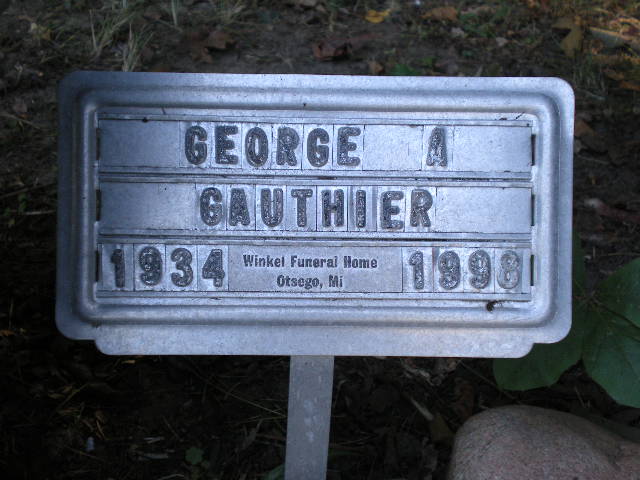 GEORGE A
GAUTHIER
1934 Winkel Funeral Home 1998
Otsego, Mi